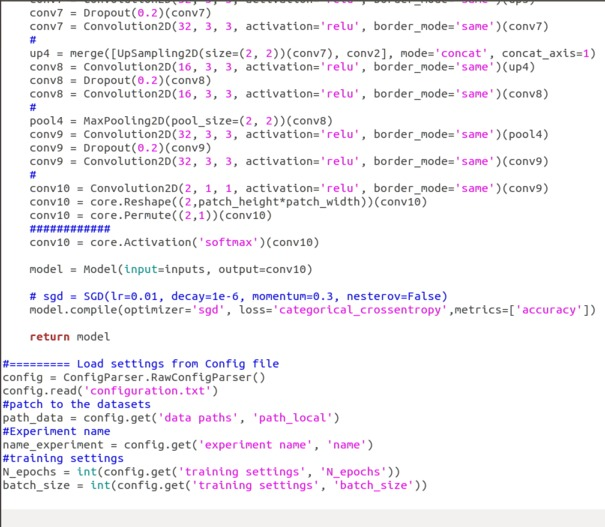 conv7 = Dropout(0.2)(conv7)
conv7 = Convolution2D(32, 3, 3, activation='relu', border_mode='same')(conv7)
#
up4 = merge([UpSampling2D(size=(2, 2))(conv7), conv2], mode='concat', concat_axis=1)
conv8 = Convolution2D(16, 3, 3, activation='relu', border_mode='same')(up4)
conv8 = Dropout(0.2)(conv8)
conv8 = Convolution2D(16, 3, 3, activation='relu', border_mode='same')(conv8)
#
pool4 = MaxPooling2D(pool_size=(2, 2))(conv8)
conv9 = Convolution2D(32, 3, 3, activation='relu', border_mode='same')(pool4)
conv9 = Dropout(0.2)(conv9)
conv9 = Convolution2D(32, 3, 3, activation='relu', border_mode='same')(conv9)
#
conv10 = Convolution2D(2, 1, 1, activation='relu', border_mode='same')(conv9)
conv10 = core.Reshape((2,patch_height*patch_width))(conv10)
conv10 = core.Permute((2,1))(conv10)
############
conv10 = core.Activation('softmax')(conv10)
model = Model(input=inputs, output=conv10)
# sgd = SGD(lr=0.01, decay=1e-6, momentum=0.3, nesterov=False)
model.compile(optimizer='sgd', loss='categorical_crossentropy',metrics=['accuracy'])
return model
#========= Load settings from Config file
config = ConfigParser.RawConfigParser()
config.read('configuration.txt')
#patch to the datasets
path_data = config.get('data paths', 'path_local')
#Experiment name
name_experiment = config.get('experiment name', 'name')
#training settings
N_epochs = int(config.get('training settings', 'N_epochs'))
batch_size = int(config.get('training settings', 'batch_size'))